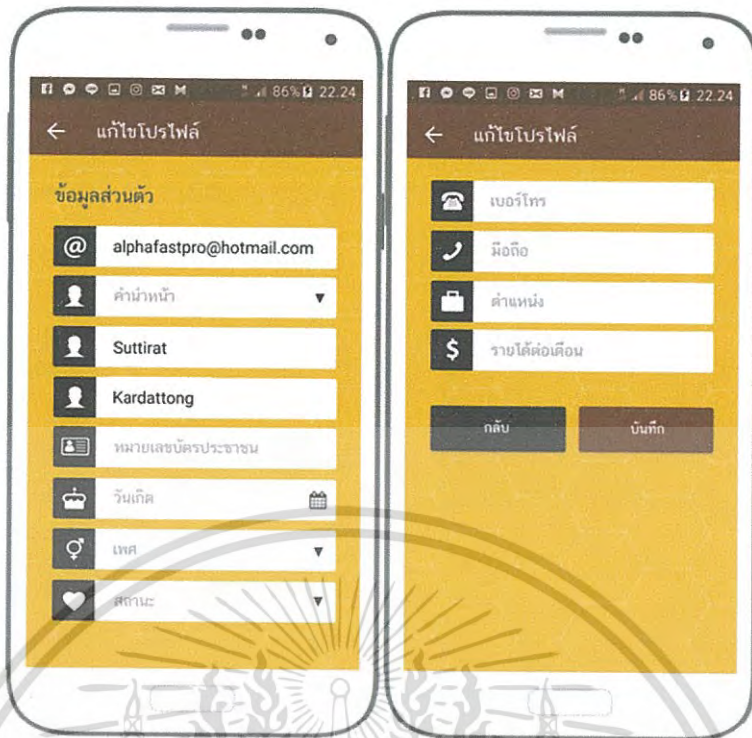 86% 22.24
แก้ไขโปรไฟล์
ข้อมูลส่วนตัว
@ alphafastpro@hotmail.com
คำนำหน้า
Suttirat
Kardattong
หมายเลขบัตรประชาชน
วันเกิด
เพศ
สถานะ
86% 22.24
แก้ไขโปรไฟล์
เบอร์โทร
มือถือ
ตำแหน่ง
$ รายได้ต่อเดือน
กลับ บันทึก